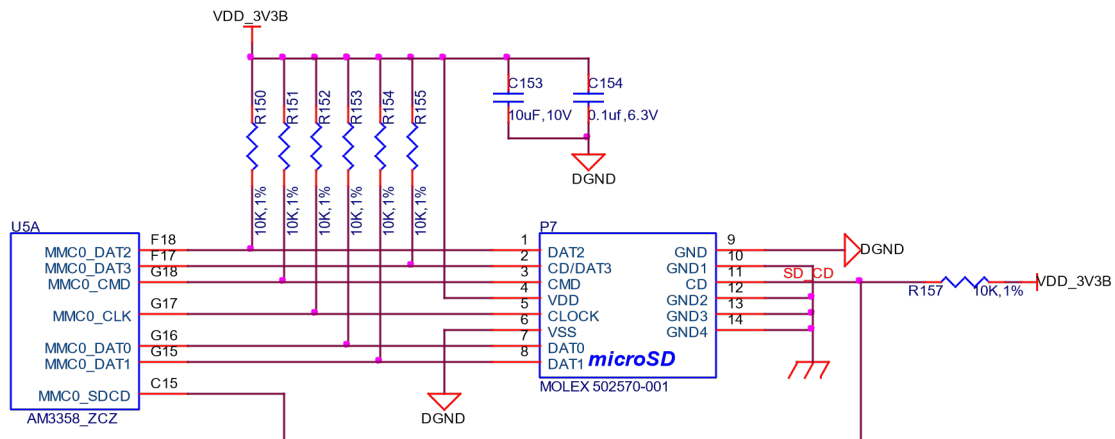 VDD_3V3B
R150
R151
R152
R153
R154
R155
10K,1%
10K,1%
10K,1%
10K,1%
10K,1%
10K,1%
C153
10uF,10V
C154
0.1uf,6.3V
DGND
U5A
MMC0_DAT2
MMC0_DAT3
MMC0_CMD
MMC0_CLK
MMC0_DAT0
MMC0_DAT1
MMC0_SDCD
F18
F17
G18
G17
G16
G15
C15
AM3358_ZCZ
DGND
P7
1
2
3
4
5
6
7
8
DAT2
CD/DAT3
CMD
VDD
CLOCK
VSS
DAT0
DAT1
microSD
GND
GND1
CD
GND2
GND3
GND4
9
10
11
12
13
14
MOLEX 502570-001
DGND
SD_CD
R157
10K,1%
VDD_3V3B